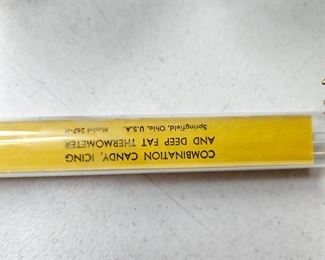 COMBINATION CANDY, ICING
AND DEEP FAT THERMOMETER
Springfield, Ohio, U.S.A.
Model 267-H